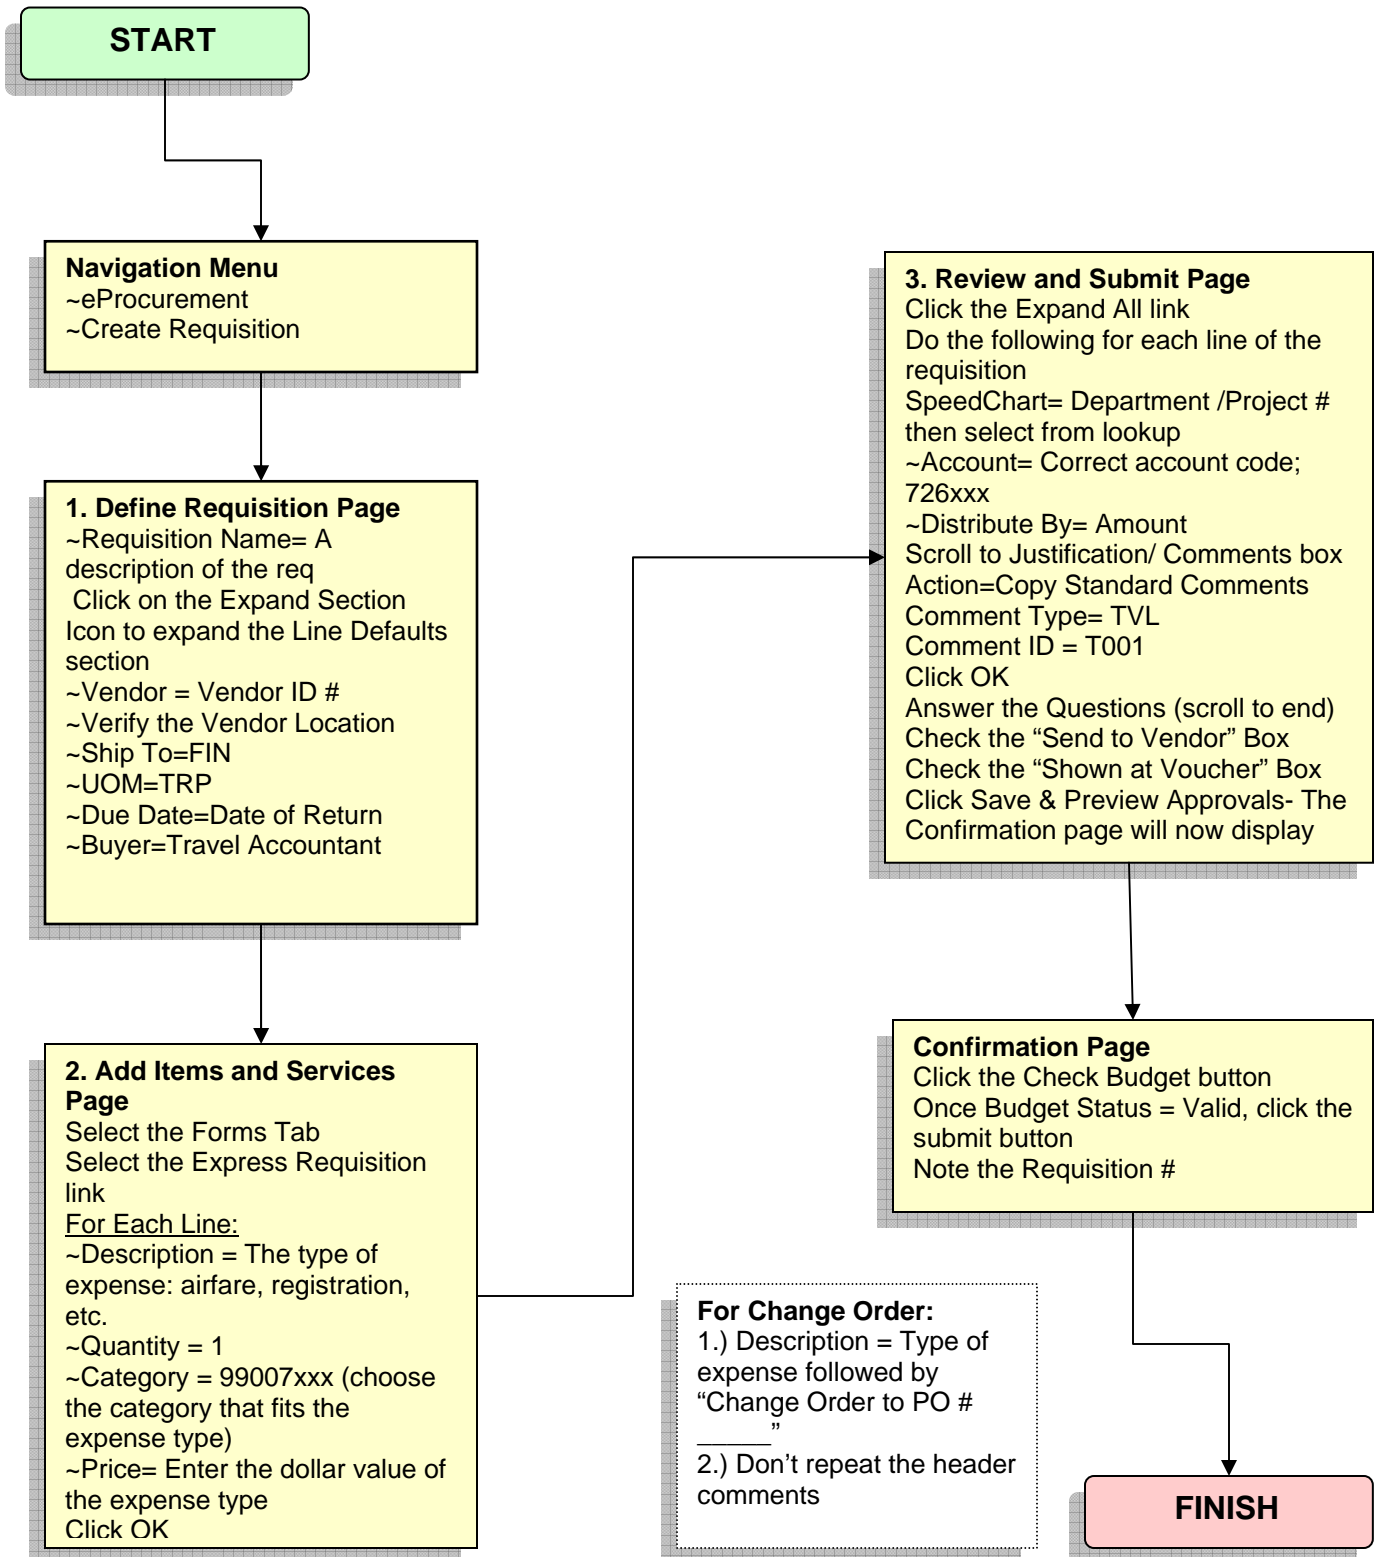 START
Navigation Menu
~eProcurement
~Create Requisition
1. Define Requisition Page
~Requisition Name= A
description of the req
Click on the Expand Section
Icon to expand the Line Defaults
section
~Vendor = Vendor ID #
~Verify the Vendor Location
~Ship To=FIN
~UOM=TRP
~Due Date=Date of Return
~Buyer=Travel Accountant
2. Add Items and Services
Page
Select the Forms Tab
Select the Express Requisition
link
For Each Line:
~Description = The type of
expense: airfare, registration,
etc.
~Quantity = 1
~Category = 99007xxx (choose
the category that fits the
expense type)
~Price= Enter the dollar value of
the expense type
Click OK
3. Review and Submit Page
Click the Expand All link
Do the following for each line of the
requisition
SpeedChart= Department /Project #
then select from lookup
~Account= Correct account code;
726xxx
~Distribute By= Amount
Scroll to Justification/ Comments box
Action=Copy Standard Comments
Comment Type= TVL
Comment ID = T001
Click OK
Answer the Questions (scroll to end)
Check the “Send to Vendor” Box
Check the “Shown at Voucher” Box
Click Save & Preview Approvals- The
Confirmation page will now display
Confirmation Page
Click the Check Budget button
Once Budget Status = Valid, click the
submit button
Note the Requisition #
For Change Order:
1.) Description = Type of
expense followed by
“Change Order to PO #
_____”
2.) Don’t repeat the header
comments
FINISH